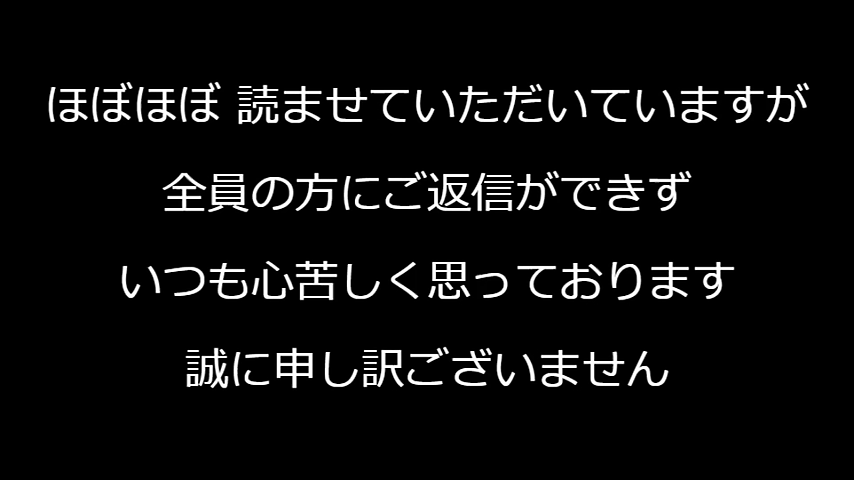 ほぼほぼ 読ませていただいていますが
全員の方にご返信ができず
いつも心苦しく思っております
誠に申し訳ございません